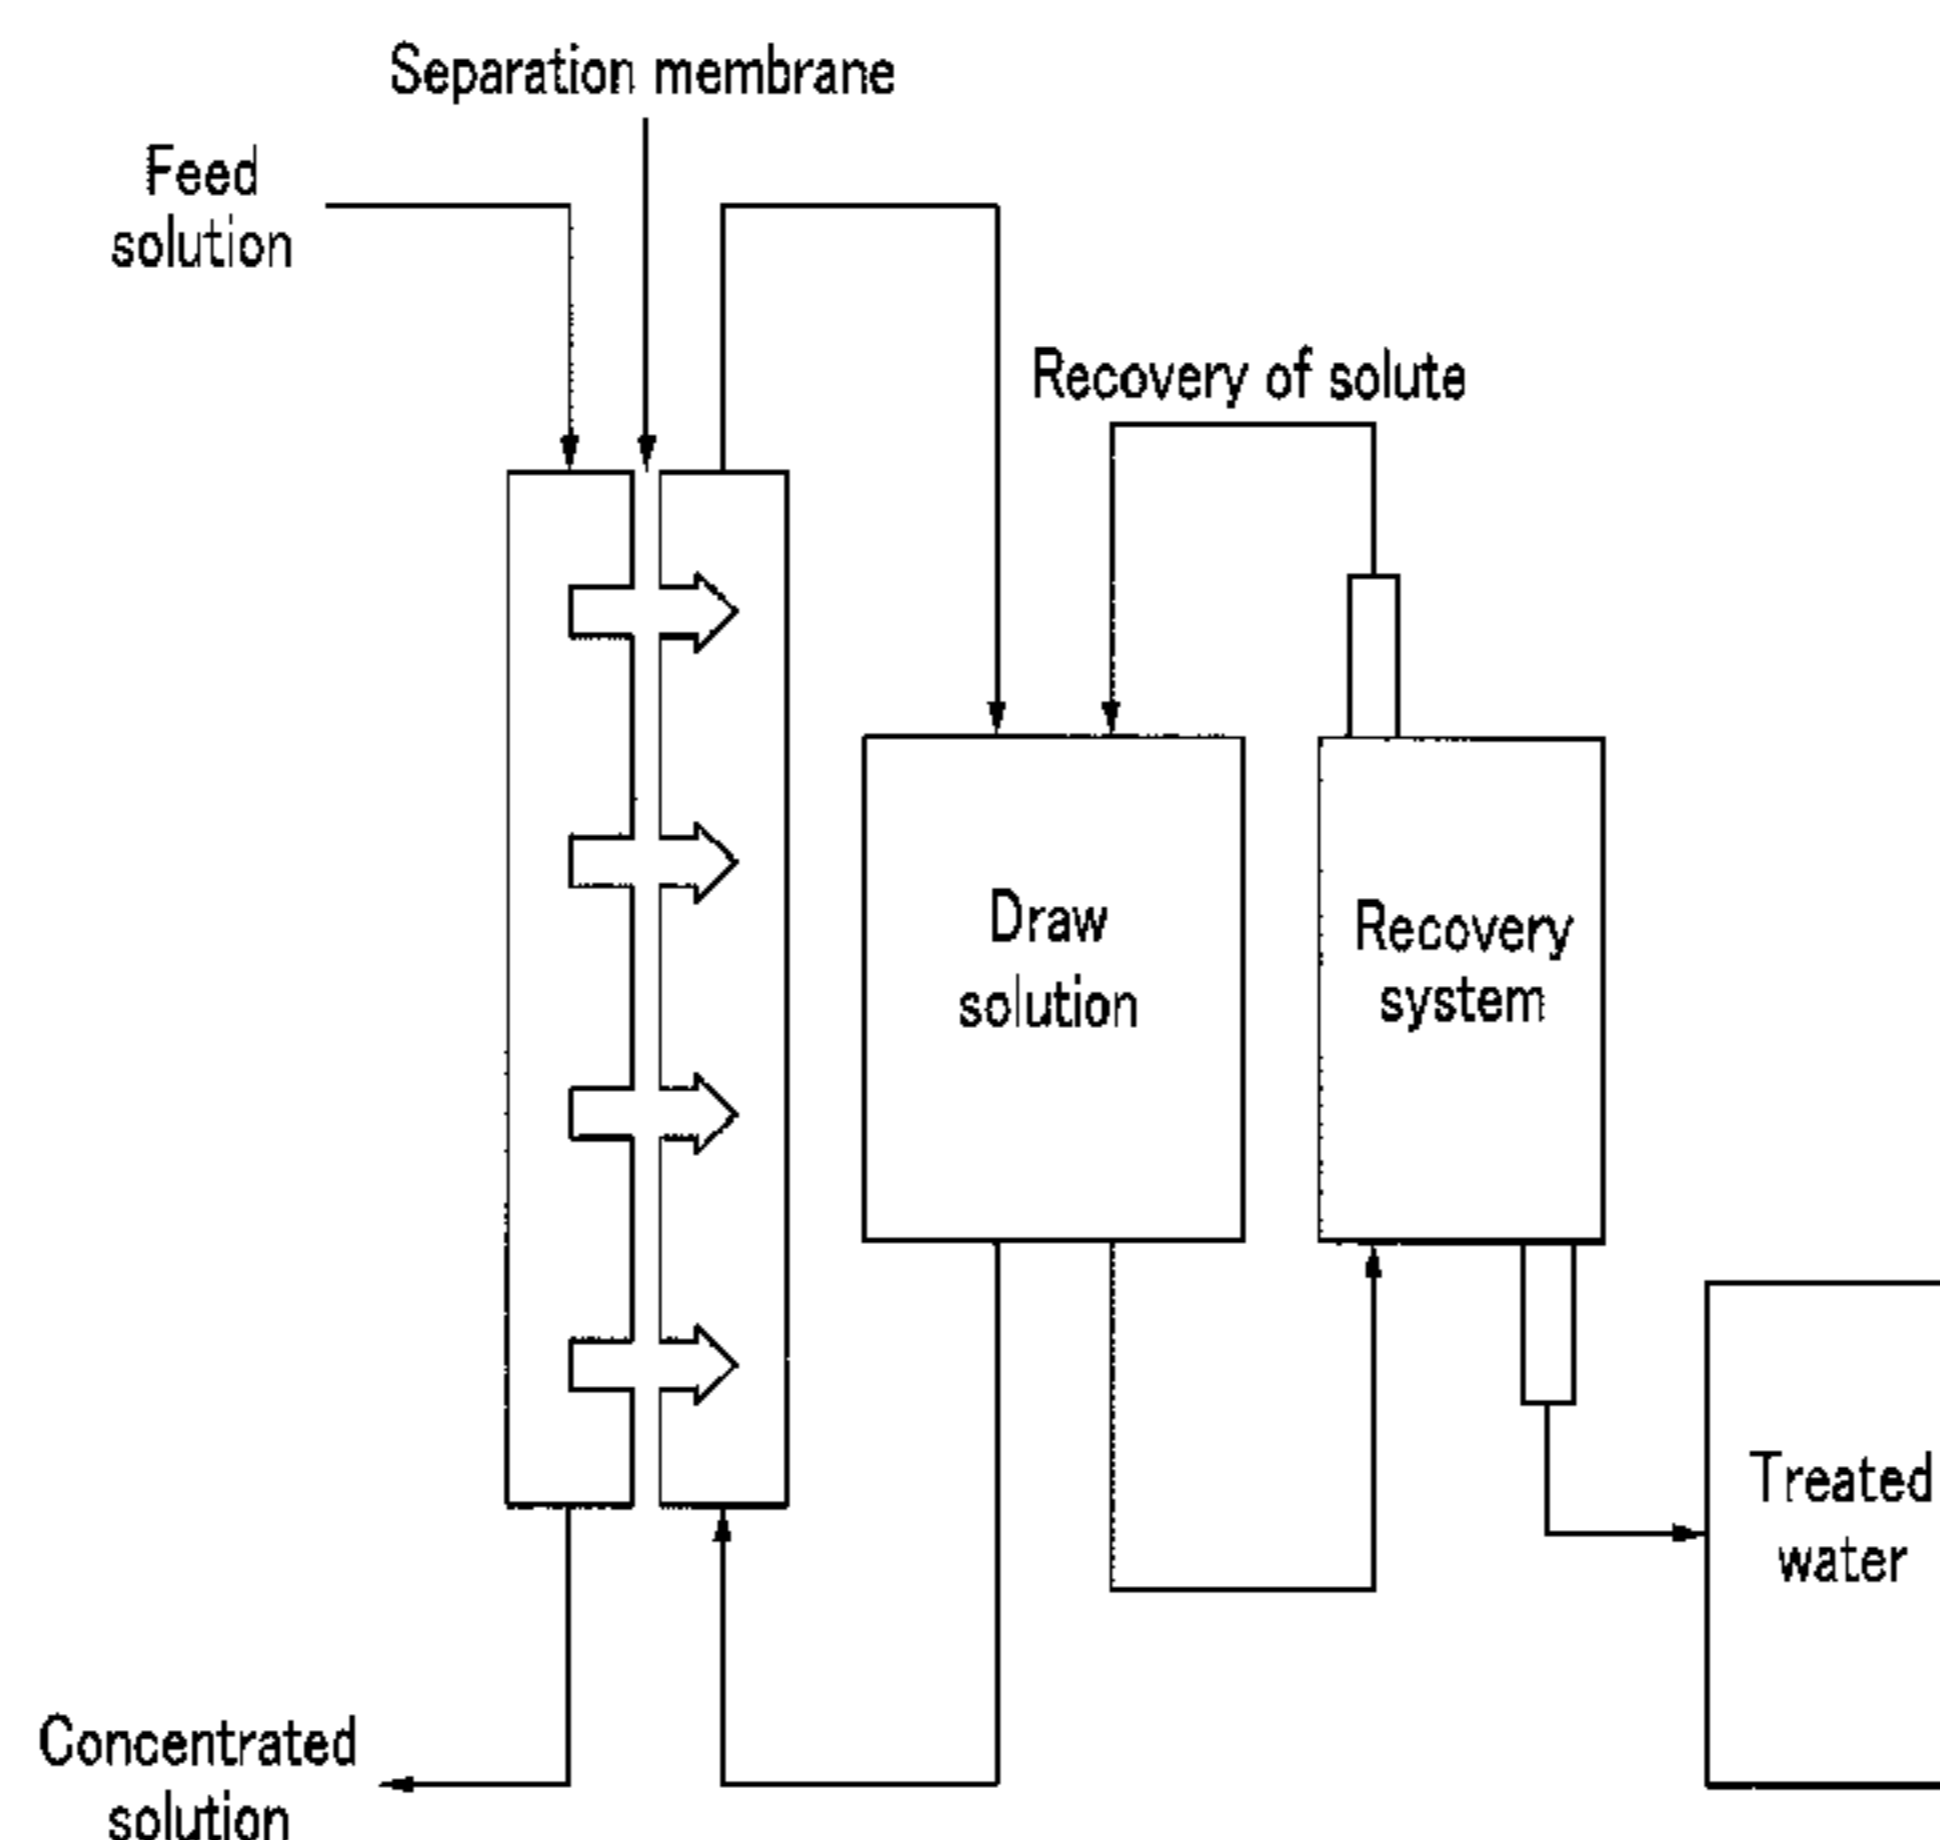 Separation membrane
Feed
solution
Recovery of solute
Draw
solution
Recovery
system
Treated
water
Concentrated
solution